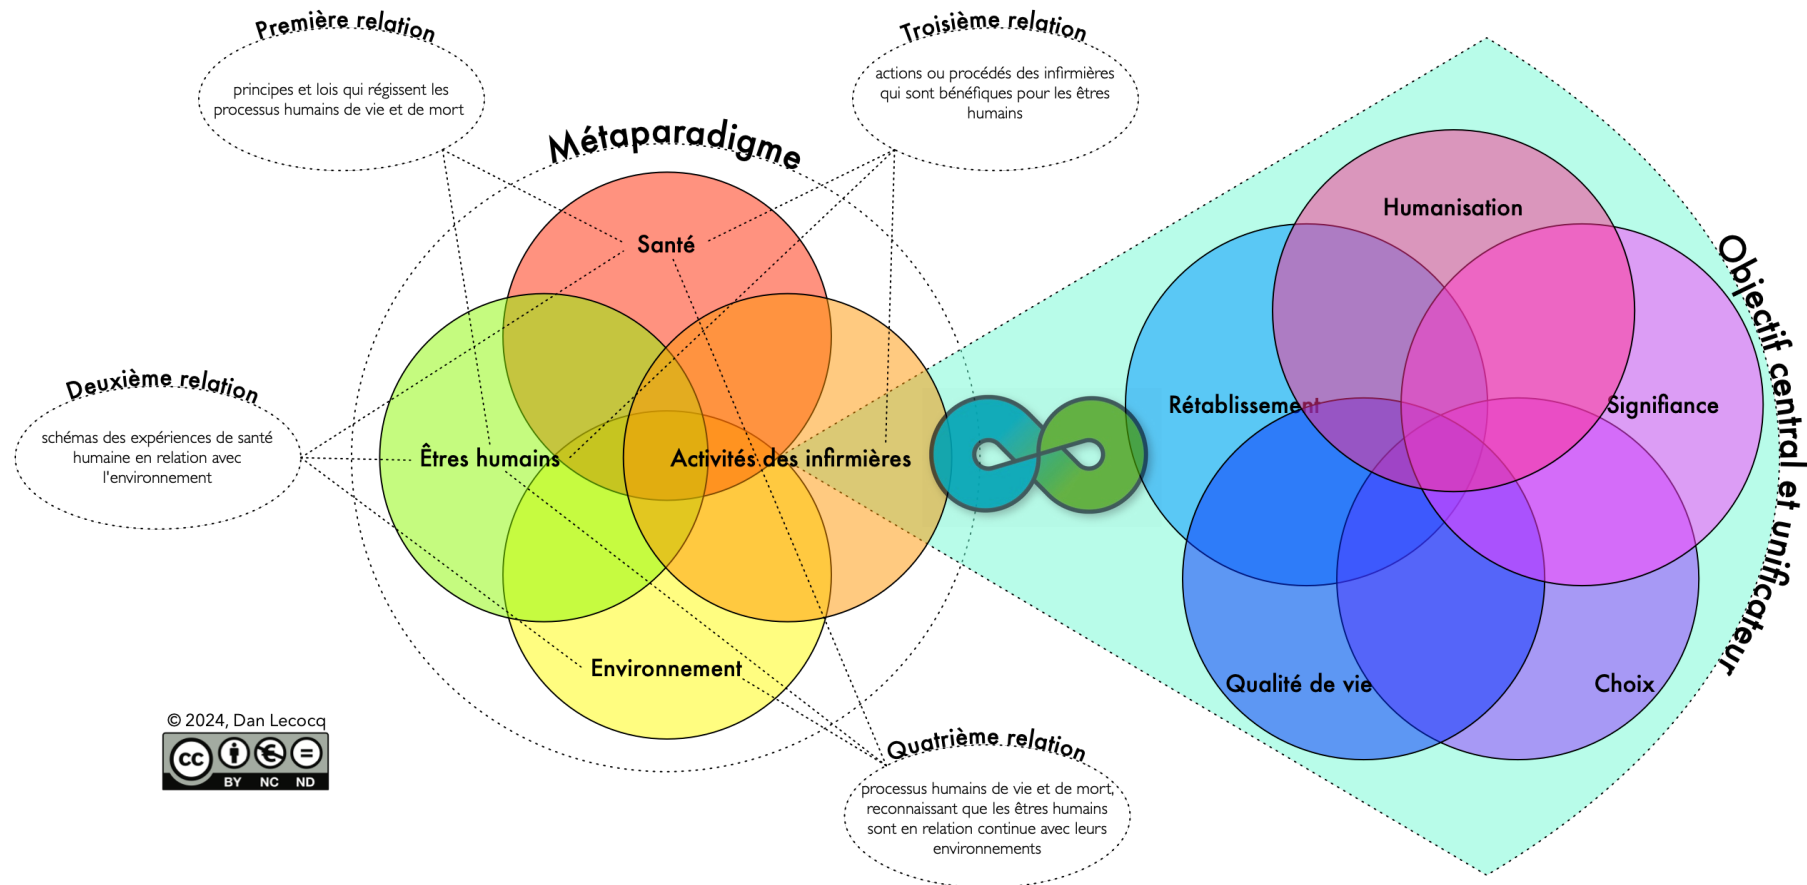 Première relation
principes et lois qui régissent les
processus humains de vie et de mort
Troisième relation
actions ou procédés des infirmières
qui sont bénéfiques pour les êtres
humains
Métaparadigme
Santé
Deuxième relation
schémas des expériences de santé
humaine en relation avec
l'environnement
Êtres humains
Activités des infirmières
Environnement
Quatrième relation
processus humains de vie et de mort,
reconnaissant que les êtres humains
sont en relation continue avec leurs
environnements
Humanisation
Rétablissement
Signifiance
Qualité de vie
Choix
Objectif central et unificateur
© 2024, Dan Lecocq
CC
BY NC ND